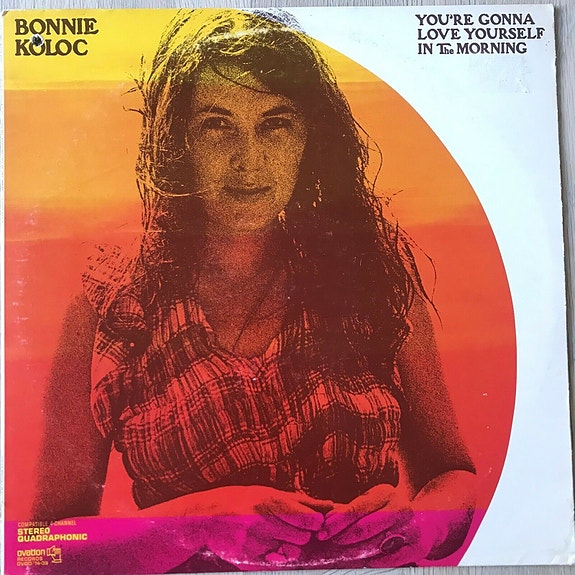 BONNIE
KOLOC
YOU'RE GONNA
LOVE YOURSELF
IN The MORNING
COMPATIBLE 4-CHANNEL
STEREO
QUADRAPHONIC
ovation
RECORDS